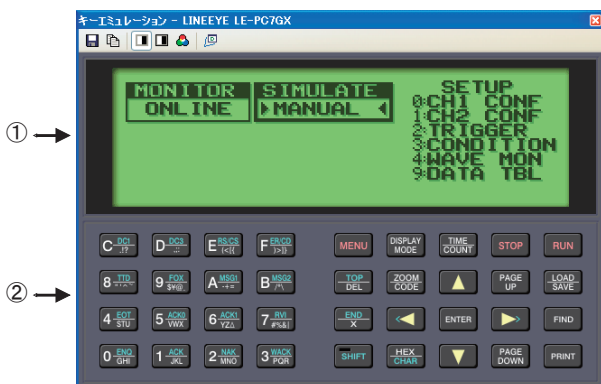 キーエミュレーション - LINEEYE LE-PC7GX
①
MONITOR SIMULATE
ONLINE MANUAL
SETUP
0:CH1 CONF
1:CH2 CONF
2:TRIGGER
3:CONDITION
4:WAVE MON
9:DATA TBL
②
C DC1 .!? D DC3 .:; E RS/CS (<[{ F ER/CD )>]} MENU DISPLAY MODE TIME COUNT STOP RUN
8 TTD 9 FOX $¥@ A MSG1 -+= B MSG2 /*\ TOP DEL ZOOM CODE PAGE UP LOAD SAVE
4 EOT STU 5 ACK0 VWX 6 ACK1 YZ△ 7 RVI #%&| END X ENTER FIND
0 ENQ GHI 1 ACK JKL 2 NAK MNO 3 WACK PQR SHIFT HEX CHAR PAGE DOWN PRINT